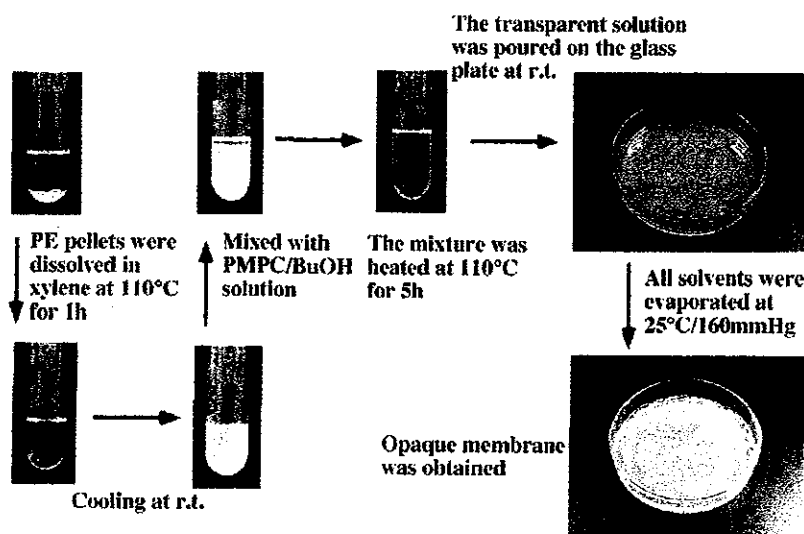 The transparent solution
was poured on the glass
plate at r.t.
PE pellets were
dissolved in
xylene at 110°C
for 1h
Mixed with
PMPC/BuOH
solution
The mixture was
heated at 110°C
for 5h
All solvents were
evaporated at
25°C/160mmHg
Cooling at r.t.
Opaque membrane
was obtained